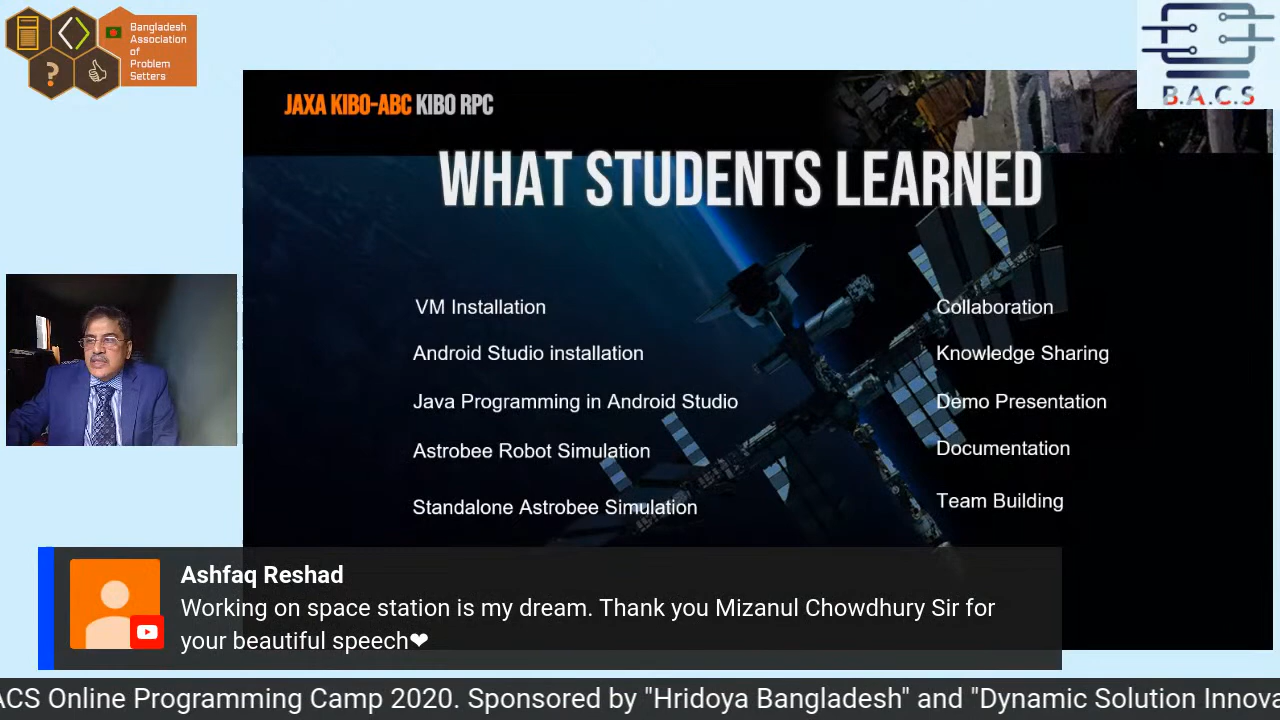 Bangladesh
Association
of
Problem
Setters
?
B.A.C.S
JAXA KIBO-ABC KIBO RPC
WHAT STUDENTS LEARNED
VM Installation
Android Studio installation
Java Programming in Android Studio
Astrobee Robot Simulation
Standalone Astrobee Simulation
Collaboration
Knowledge Sharing
Demo Presentation
Documentation
Team Building
Ashfaq Reshad
Working on space station is my dream. Thank you Mizanul Chowdhury Sir for
your beautiful speech❤
ACS Online Programming Camp 2020. Sponsored by "Hridoya Bangladesh" and "Dynamic Solution Innova